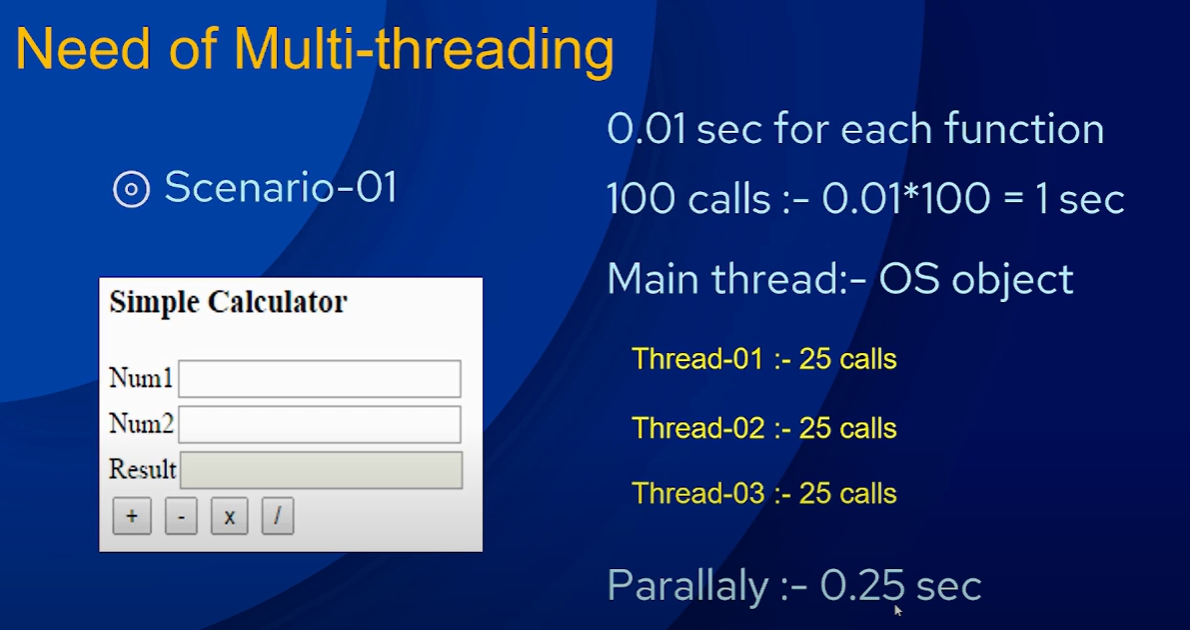 Need of Multi-threading
Scenario-01
Simple Calculator
Num1
Num2
Result
+ - x /
0.01 sec for each function
100 calls :- 0.01*100 = 1 sec
Main thread:- OS object
Thread-01 :- 25 calls
Thread-02 :- 25 calls
Thread-03 :- 25 calls
Parallaly :- 0.25 sec